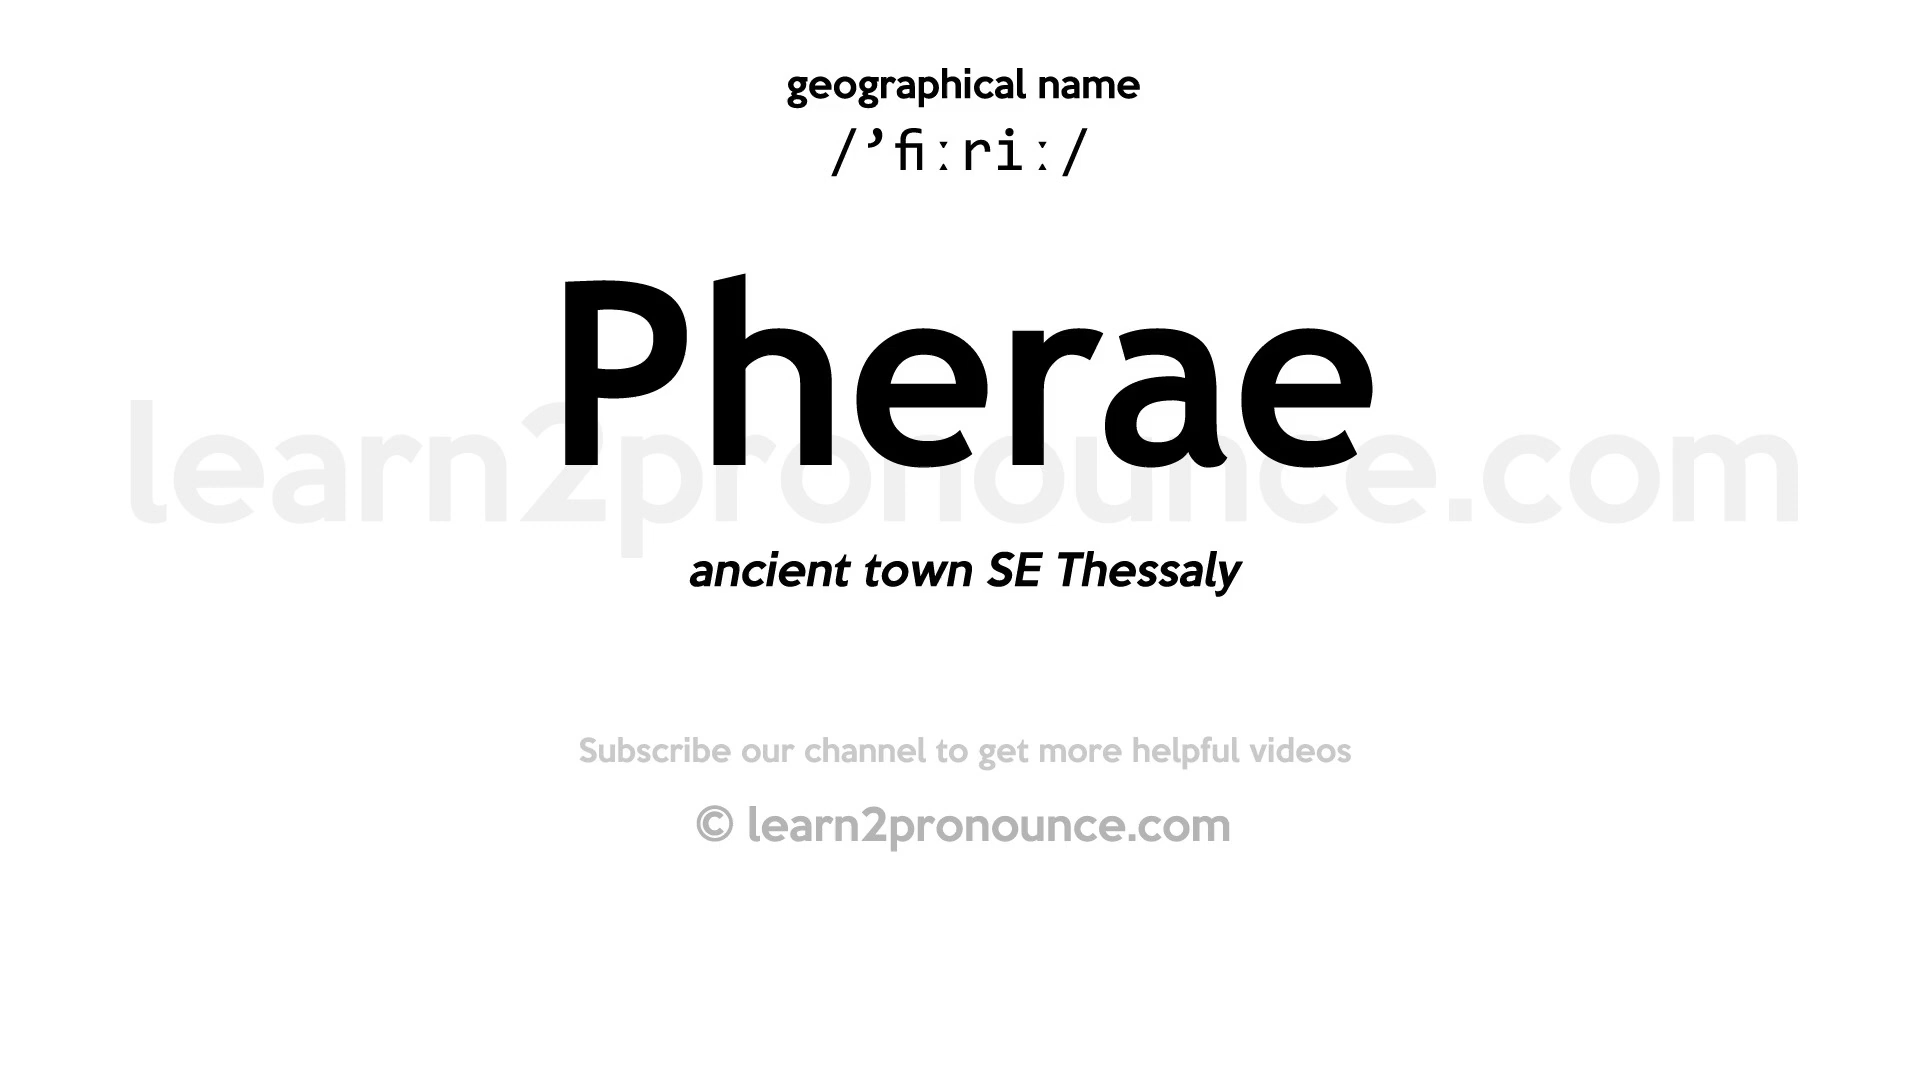 geographical name
/’fiːriː/
Pherae
learn2pronounce.com
ancient town SE Thessaly
Subscribe our channel to get more helpful videos
© learn2pronounce.com